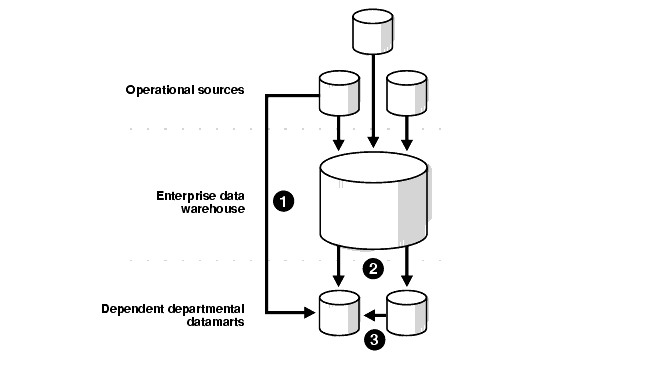 Operational sources
Enterprise data
warehouse
1
2
Dependent departmental
datamarts
3